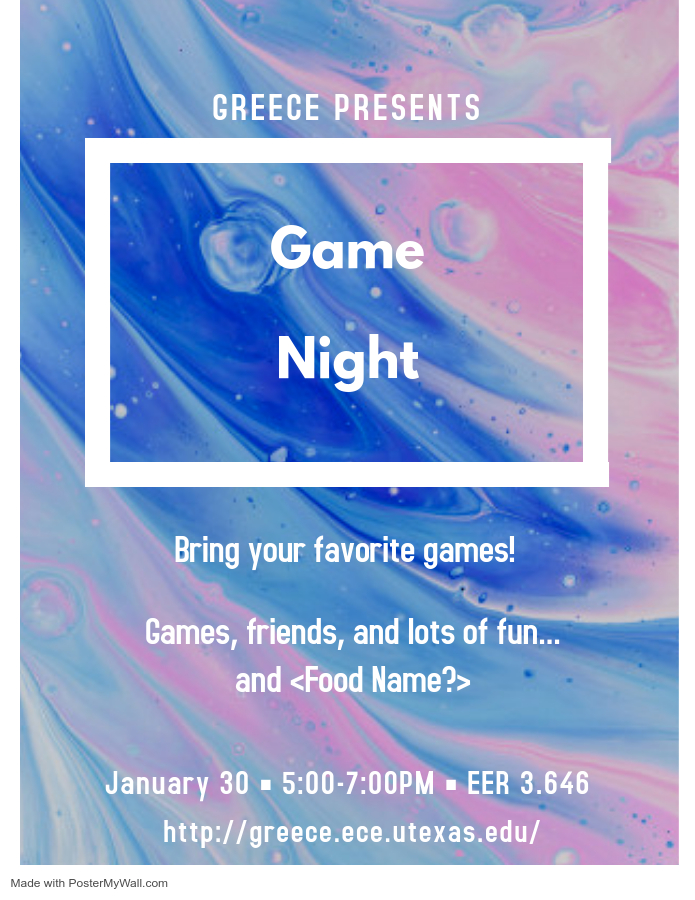 GREECE PRESENTS
Game
Night
Bring your favorite games!
Games, friends, and lots of fun...
and <Food Name?>
January 30 ▪ 5:00-7:00PM ▪ EER 3.646
http://greece.ece.utexas.edu/
Made with PosterMyWall.com